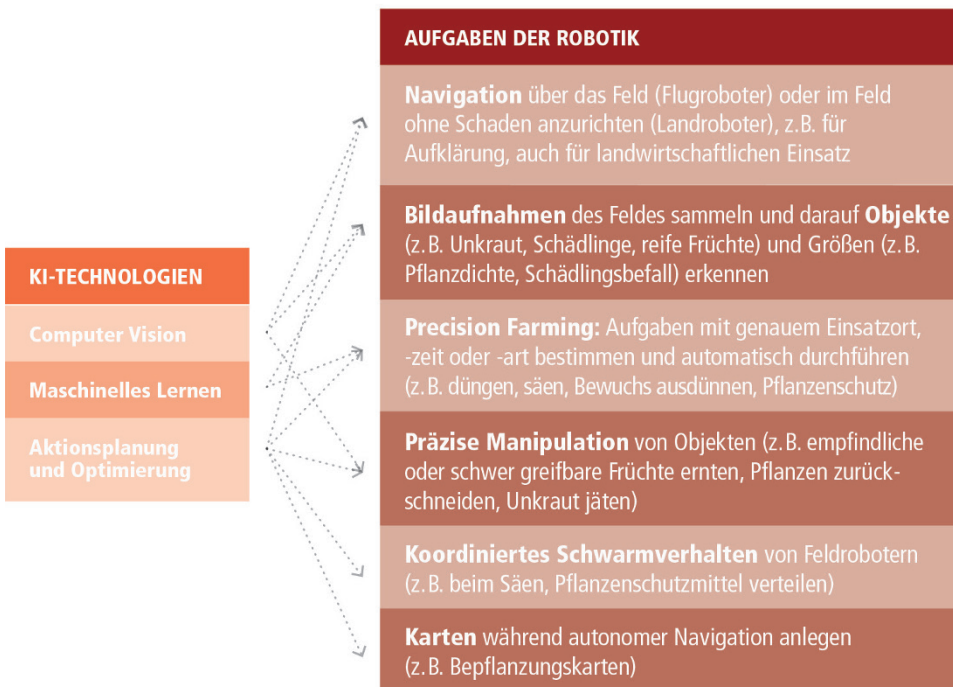 KI-TECHNOLOGIEN
Computer Vision
Maschinelles Lernen
Aktionsplanung
und Optimierung
AUFGABEN DER ROBOTIK
Navigation über das Feld (Flugroboter) oder im Feld
ohne Schaden anzurichten (Landroboter), z.B. für
Aufklärung, auch für landwirtschaftlichen Einsatz
Bildaufnahmen des Feldes sammeln und darauf Objekte
(z.B. Unkraut, Schädlinge, reife Früchte) und Größen (z.B.
Pflanzdichte, Schädlingsbefall) erkennen
Precision Farming: Aufgaben mit genauem Einsatzort,
-zeit oder -art bestimmen und automatisch durchführen
(z.B. düngen, säen, Bewuchs ausdünnen, Pflanzenschutz)
Präzise Manipulation von Objekten (z.B. empfindliche
oder schwer greifbare Früchte ernten, Pflanzen zurück-
schneiden, Unkraut jäten)
Koordiniertes Schwarmverhalten von Feldrobotern
(z.B. beim Säen, Pflanzenschutzmittel verteilen)
Karten während autonomer Navigation anlegen
(z.B. Bepflanzungskarten)